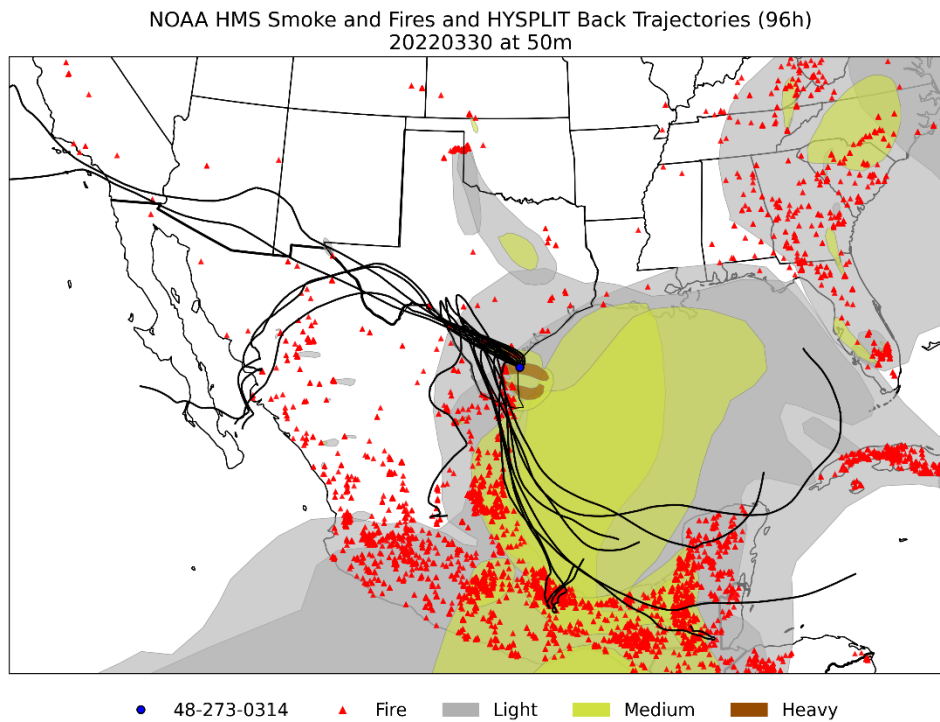 NOAA HMS Smoke and Fires and HYSPLIT Back Trajectories (96h)
20220330 at 50m
48-273-0314 Fire Light Medium Heavy